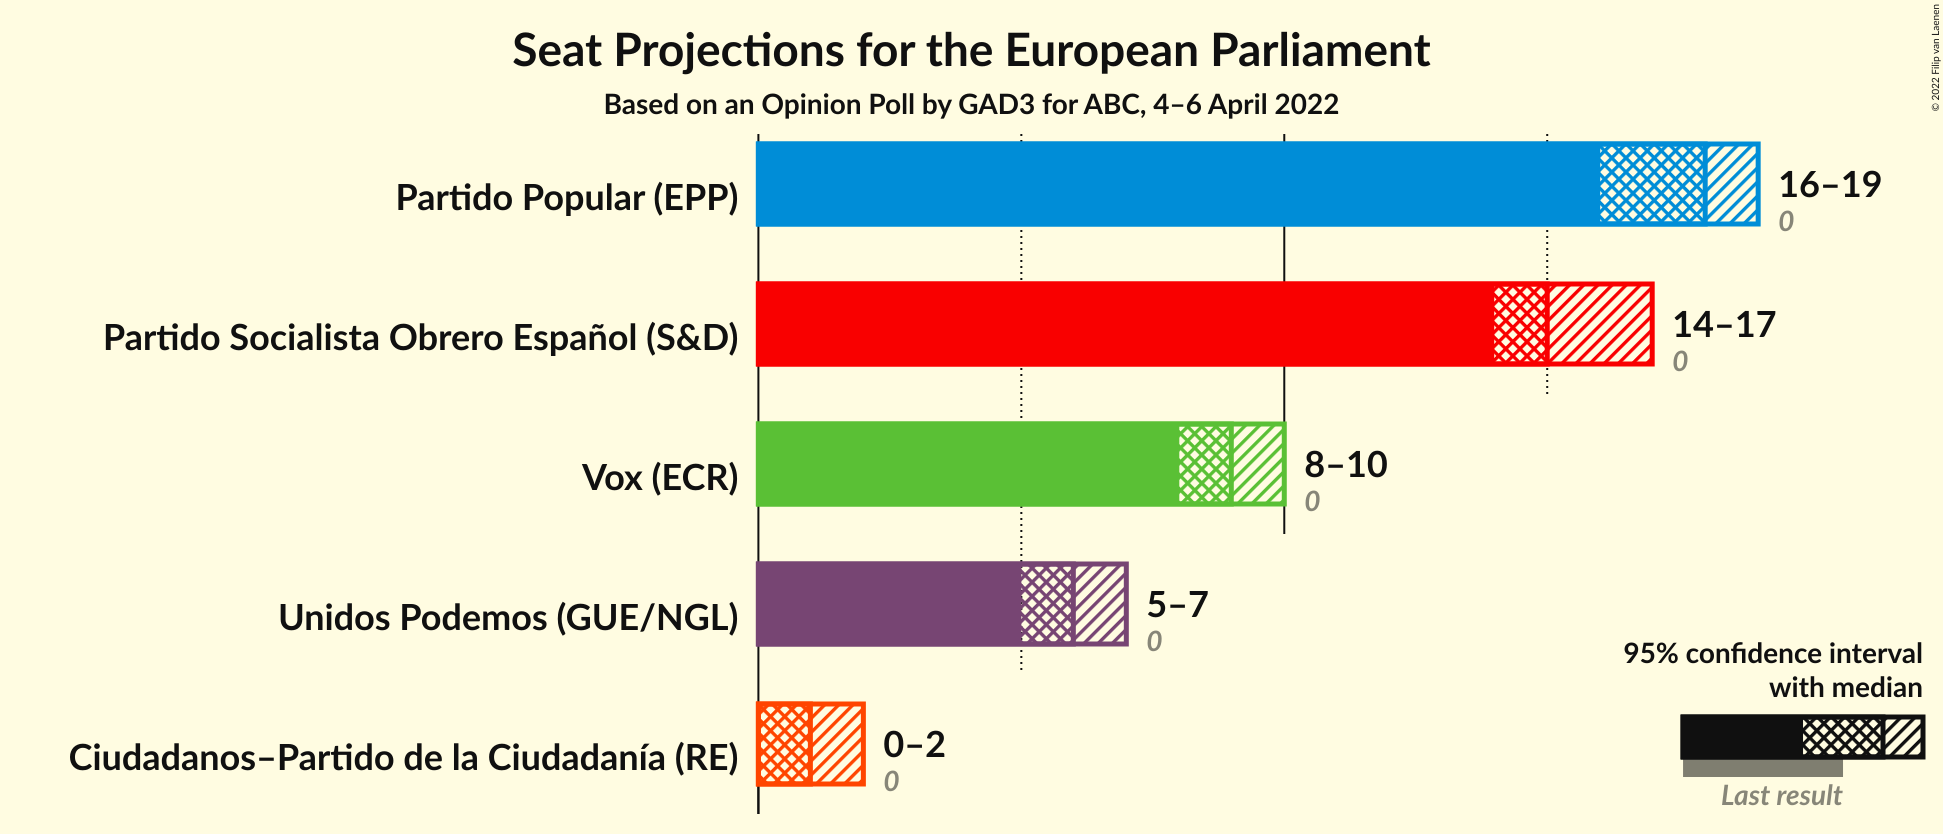 Seat Projections for the European Parliament
Based on an Opinion Poll by GAD3 for ABC, 4–6 April 2022
© 2022 Filip van Laenen
Partido Popular (EPP)
16–19
0
Partido Socialista Obrero Español (S&D)
14–17
0
Vox (ECR)
8–10
0
Unidos Podemos (GUE/NGL)
5–7
0
Ciudadanos–Partido de la Ciudadanía (RE)
0–2
0
95% confidence interval
with median
Last result